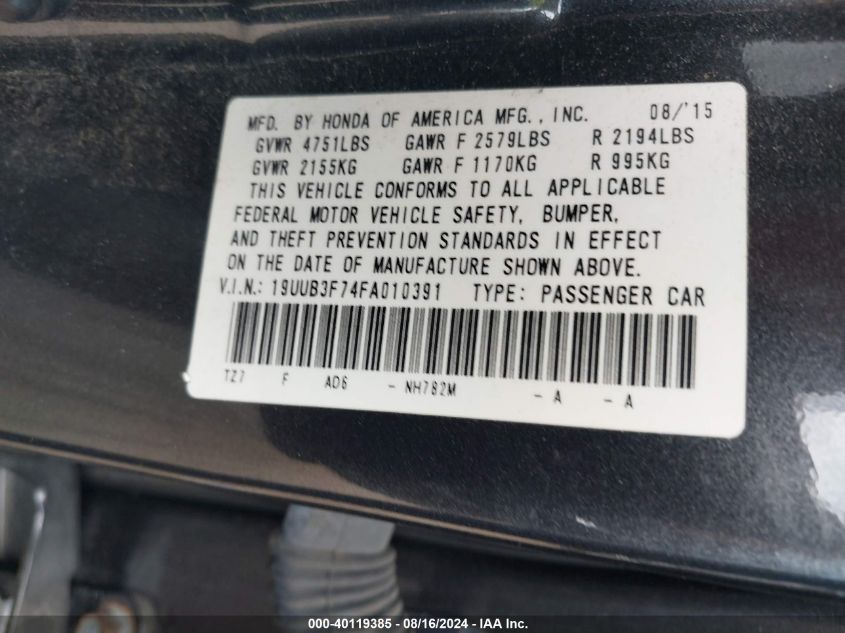 MFD. BY HONDA OF AMERICA MFG., INC. 08/'15
GVWR 4751LBS GAWR F 2579LBS R 2194LBS
GVWR 2155KG GAWR F 1170KG R 995KG
THIS VEHICLE CONFORMS TO ALL APPLICABLE
FEDERAL MOTOR VEHICLE SAFETY, BUMPER,
AND THEFT PREVENTION STANDARDS IN EFFECT
ON THE DATE OF MANUFACTURE SHOWN ABOVE.
V.I.N.: 19UUB3F74FA010391 TYPE: PASSENGER CAR
TZ7 F AD6 - NH782M - A - A
000-40119385 - 08/16/2024 - IAA Inc.